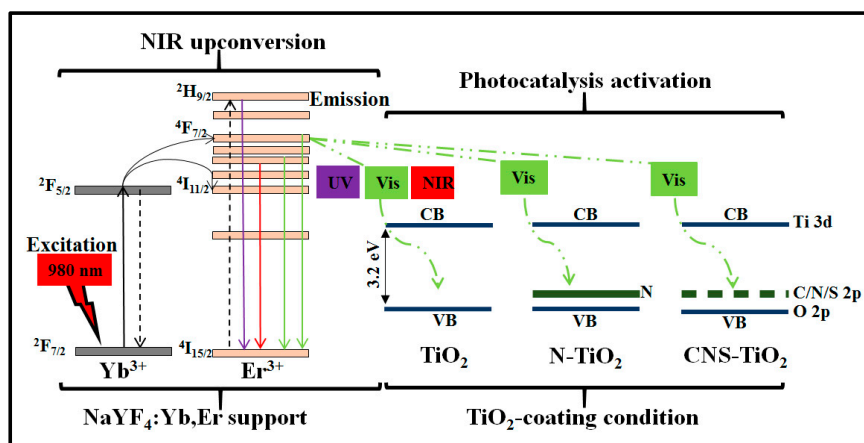 NIR upconversion
Photocatalysis activation
²H₉/₂
Emission
⁴F₇/₂
²F₅/₂
⁴I₁₁/₂
UV
Vis
NIR
Vis
Vis
CB
CB
CB
Ti 3d
Excitation
980 nm
3.2 eV
N
C/N/S 2p
O 2p
VB
VB
VB
²F₇/₂
⁴I₁₅/₂
Yb³⁺
Er³⁺
TiO₂
N-TiO₂
CNS-TiO₂
NaYF₄:Yb,Er support
TiO₂-coating condition